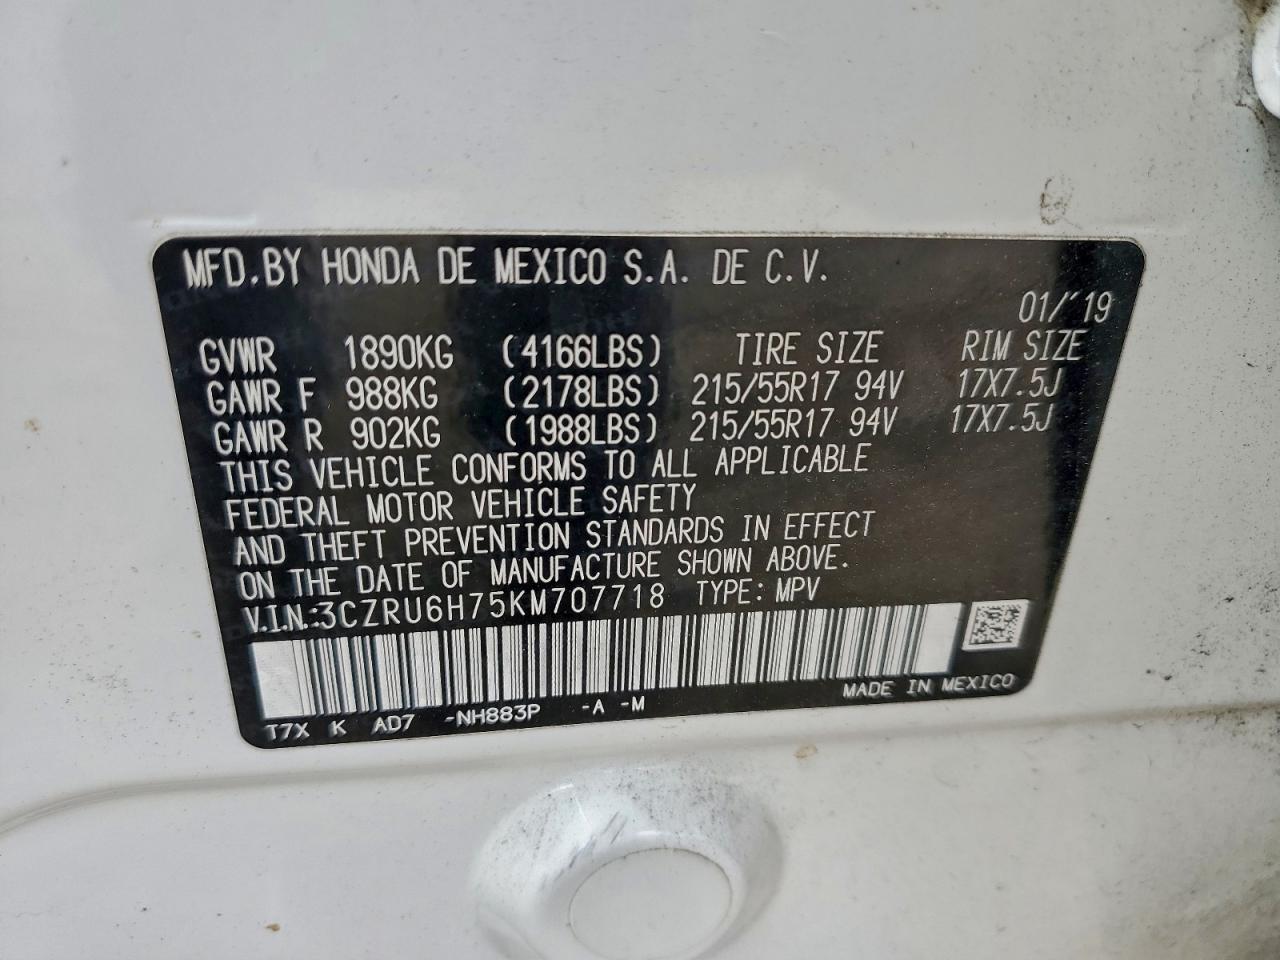 MFD.BY HONDA DE MEXICO S.A. DE C.V.
01/'19
GVWR 1890KG (4166LBS) TIRE SIZE RIM SIZE
GAWR F 988KG (2178LBS) 215/55R17 94V 17X7.5J
GAWR R 902KG (1988LBS) 215/55R17 94V 17X7.5J
THIS VEHICLE CONFORMS TO ALL APPLICABLE
FEDERAL MOTOR VEHICLE SAFETY
AND THEFT PREVENTION STANDARDS IN EFFECT
ON THE DATE OF MANUFACTURE SHOWN ABOVE.
V.I.N.:3CZRU6H75KM707718 TYPE: MPV
MADE IN MEXICO
T7X K AD7 -NH883P -A -M